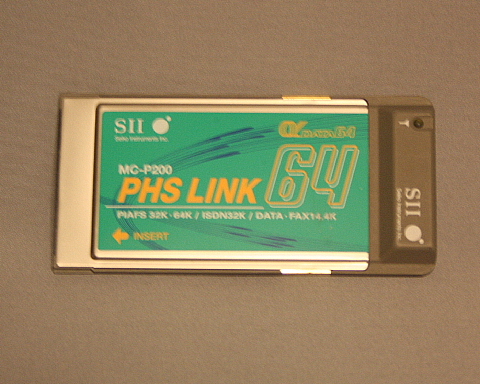 SII
Seiko Instruments Inc.
MC-P200
PHS LINK
64
PIAFS 32K · 64K / ISDN32K / DATA · FAX14.4K
INSERT
SII
Seiko Instruments Inc.